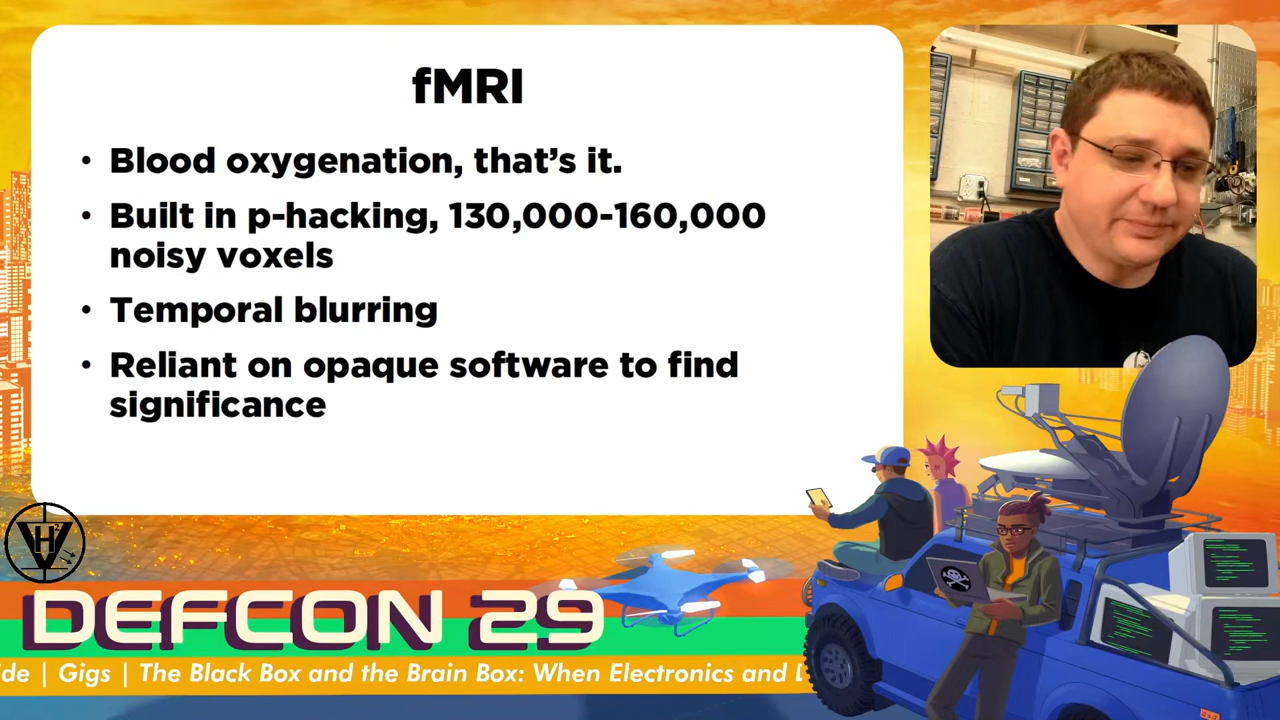 fMRI
• Blood oxygenation, that's it.
• Built in p-hacking, 130,000-160,000
noisy voxels
• Temporal blurring
• Reliant on opaque software to find
significance
H
V
DEFCON 29
ide | Gigs | The Black Box and the Brain Box: When Electronics and D